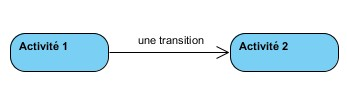 Activité 1
une transition
Activité 2